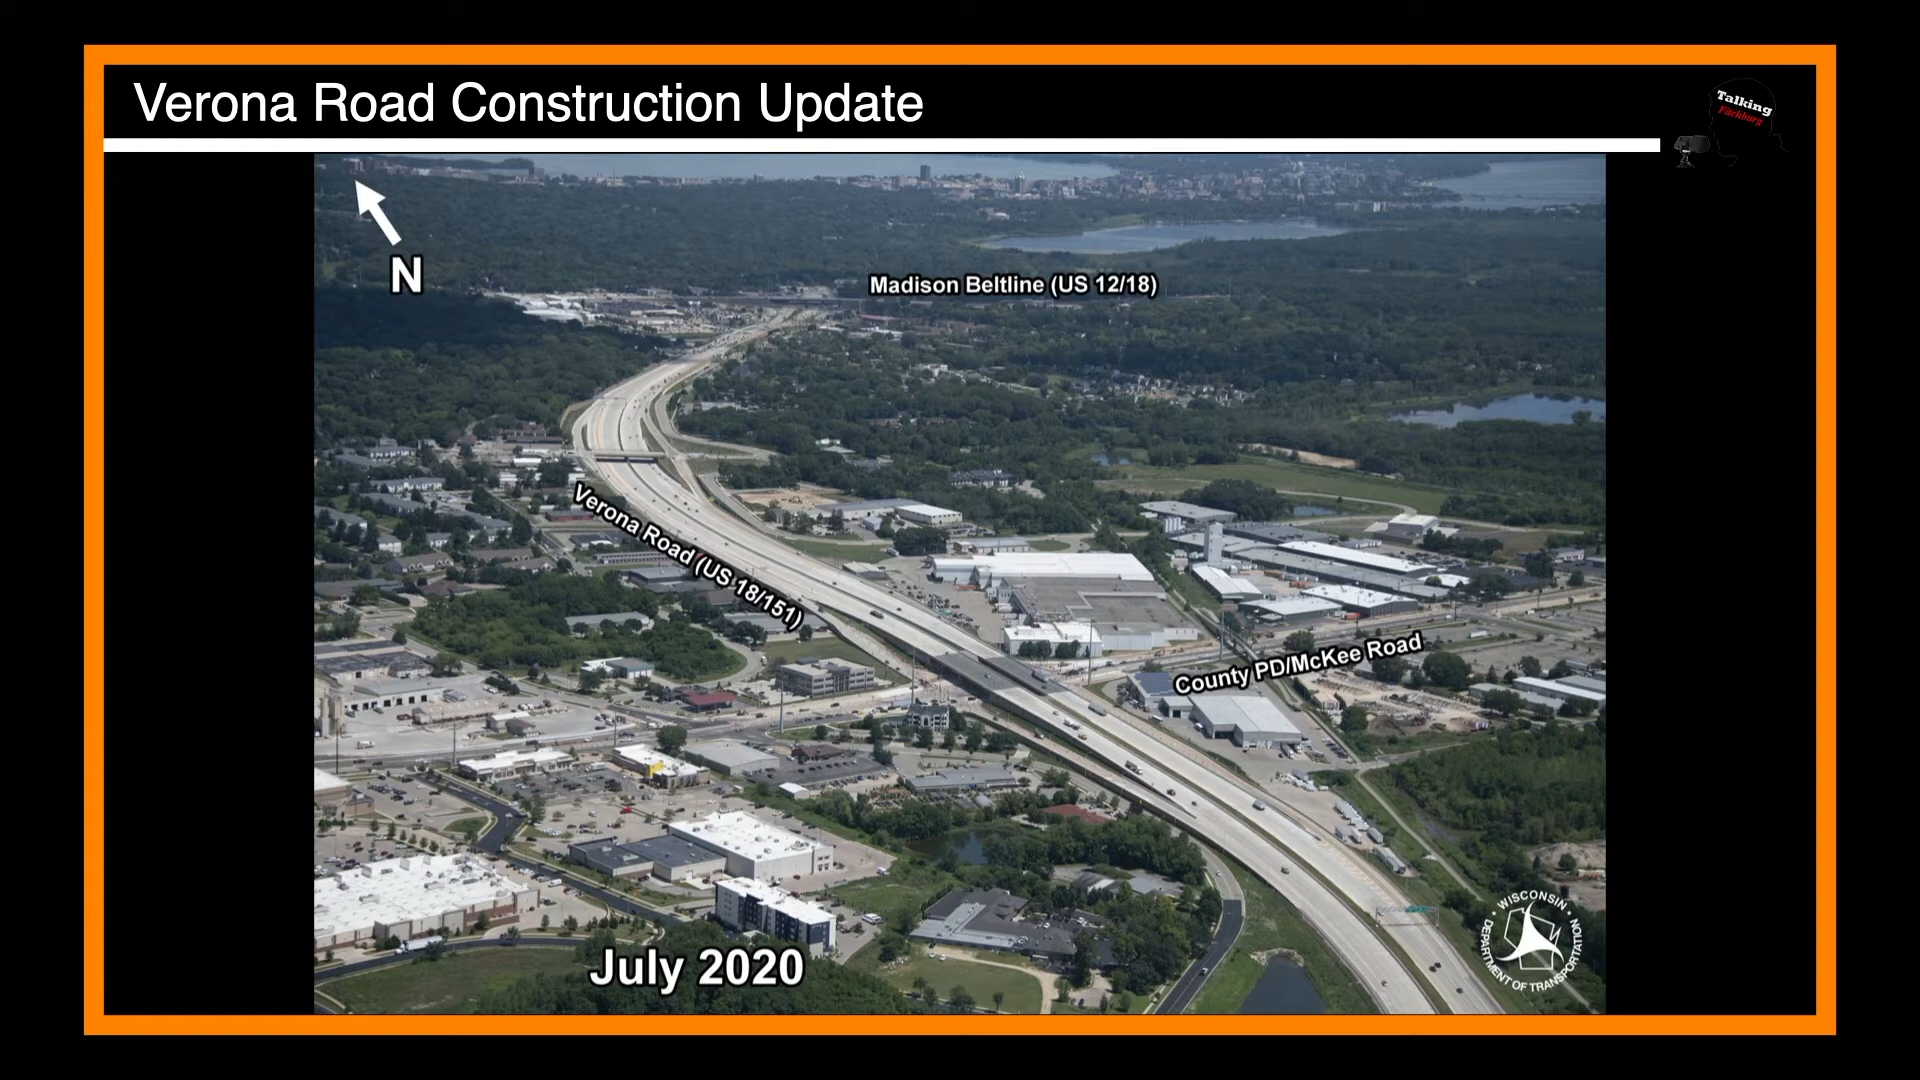 Verona Road Construction Update
Talking
Fitchburg
N
Madison Beltline (US 12/18)
Verona Road (US 18/151)
County PD/McKee Road
July 2020
WISCONSIN
DEPARTMENT OF TRANSPORTATION